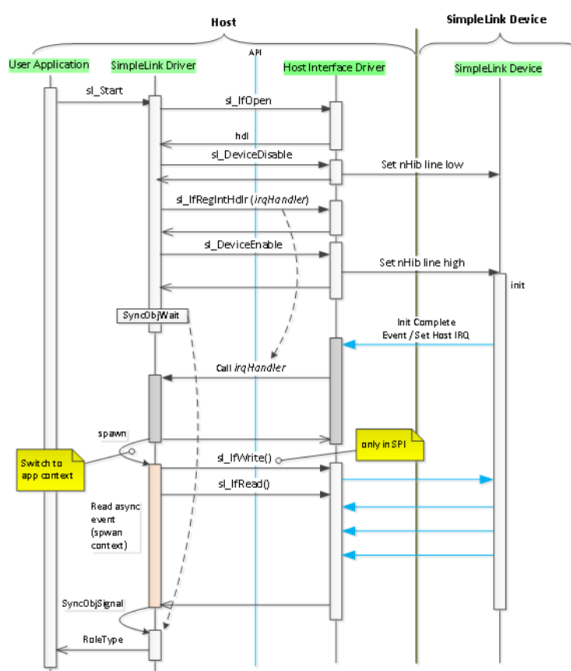 Host
SimpleLink Device
API
User Application
SimpleLink Driver
Host Interface Driver
SimpleLink Device
sl_Start
sl_IfOpen
hdl
sl_DeviceDisable
Set nHib line low
sl_IfRegIntHdlr (irqHandler)
sl_DeviceEnable
Set nHib line high
init
SyncObjWait
Init Complete
Event / Set Host IRQ
Call irqHandler
spawn
only in SPI
sl_IfWrite()
Switch to
app context
sl_IfRead()
Read async
event
(spwan
context)
SyncObjSignal
RoleType